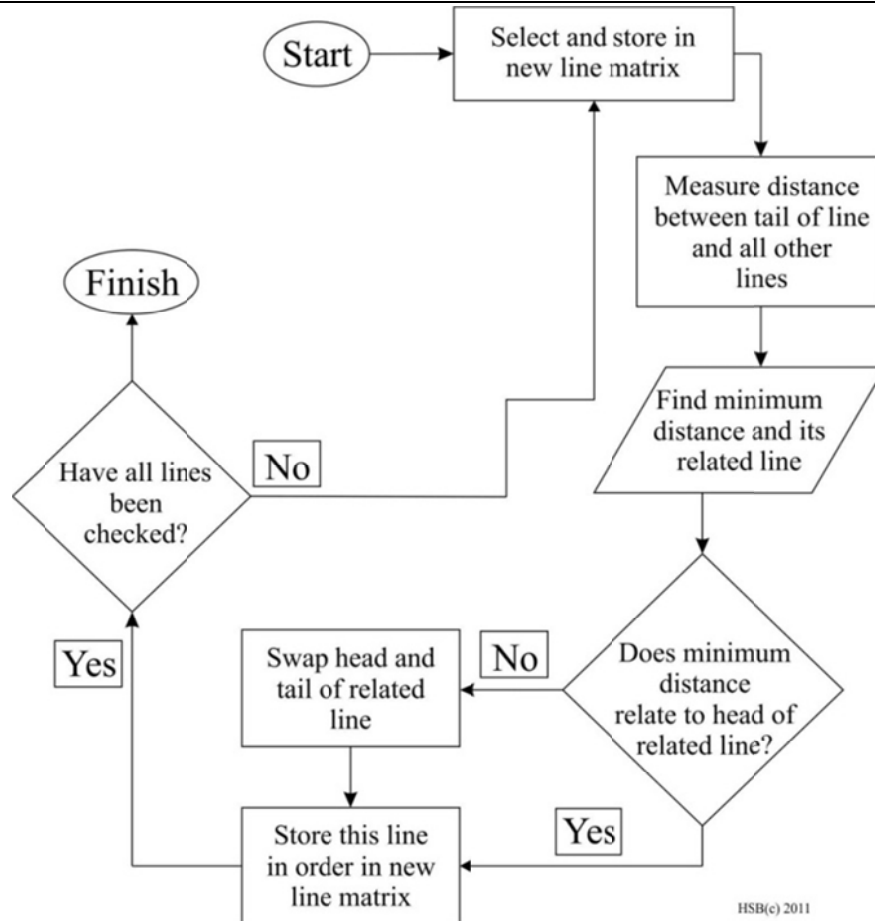 Start
Select and store in
new line matrix
Measure distance
between tail of line
and all other
lines
Find minimum
distance and its
related line
Does minimum
distance
relate to head of
related line?
No
Swap head and
tail of related
line
Yes
Store this line
in order in new
line matrix
Yes
Have all lines
been
checked?
No
Finish
HSB(c) 2011